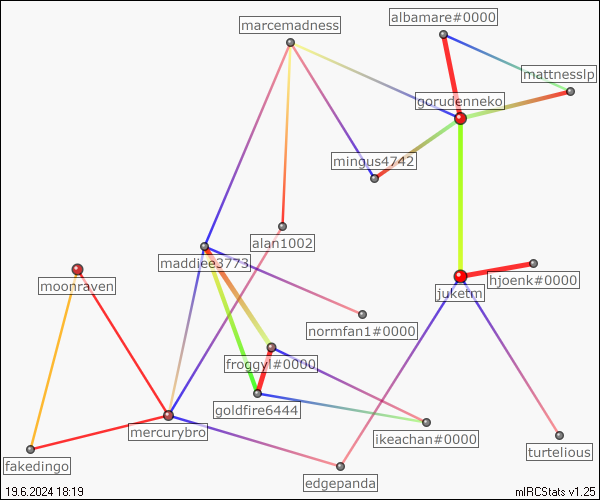 albamare#0000
marcemadness
mattnesslp
gorudenneko
mingus4742
alan1002
maddiee3773
hjoenk#0000
moonraven
juketm
normfan1#0000
froggyl#0000
goldfire6444
mercurybro
ikeachan#0000
turtelious
fakedingo
edgepanda
19.6.2024 18:19
mIRCStats v1.25